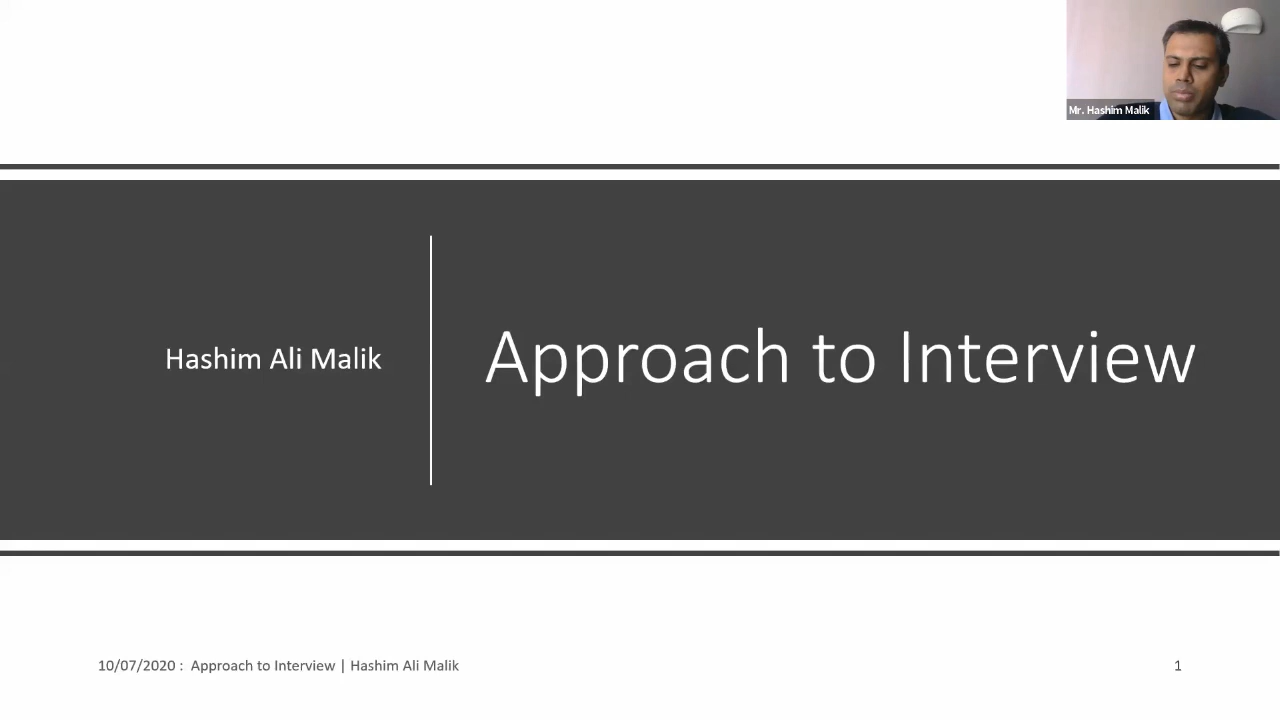 Mr. Hashim Malik
Hashim Ali Malik
Approach to Interview
10/07/2020 : Approach to Interview | Hashim Ali Malik
1